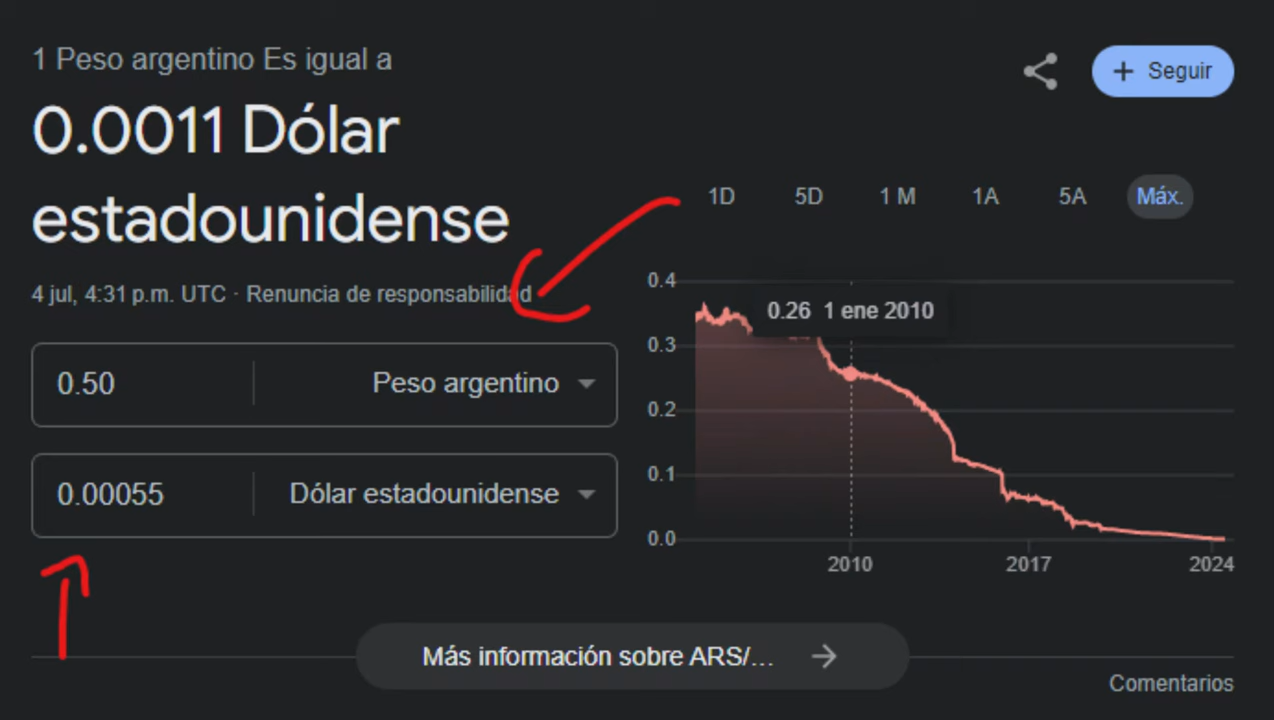 1 Peso argentino Es igual a
0.0011 Dólar
estadounidense
4 jul, 4:31 p.m. UTC · Renuncia de responsabilidad
0.50 Peso argentino
0.00055 Dólar estadounidense
+ Seguir
1D 5D 1 M 1A 5A Máx.
0.4
0.26 1 ene 2010
0.3
0.2
0.1
0.0
2010 2017 2024
Más información sobre ARS/...
Comentarios